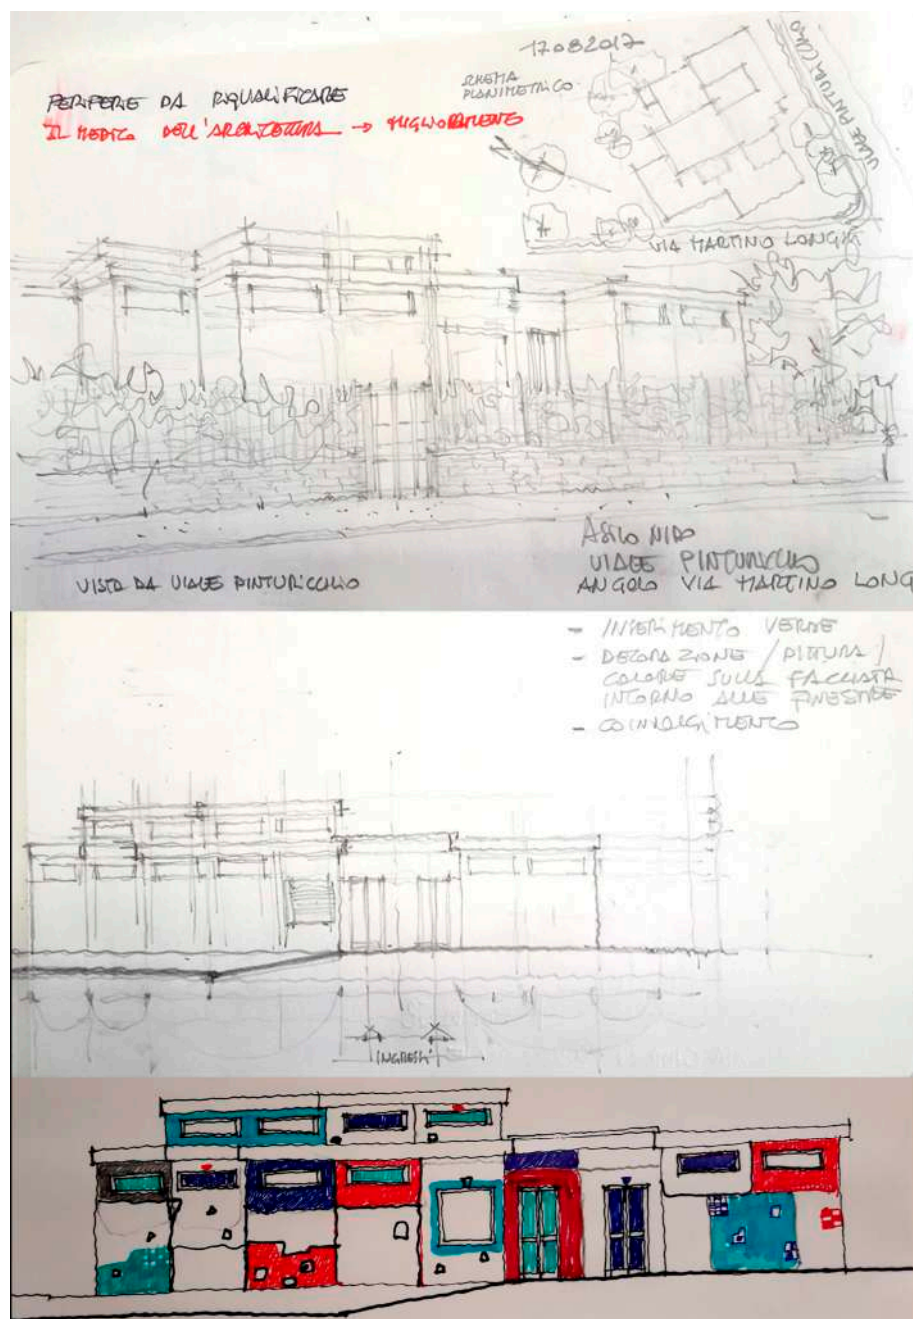 17082017
PERIFERIE DA RIQUALIFICARE
IL MEDICO DELL'ARCHITETTURA → MIGLIORAMENTO
SCHEMA
PLANIMETRICO
N
VIALE PINTURICCHIO
VIA MARTINO LONGHI
ASILO NIDO
VIALE PINTURICCHIO
ANGOLO VIA MARTINO LONG
VISTA DA VIALE PINTURICCHIO
- INSERIMENTO VERDE
- DECORAZIONE / PITTURA /
COLORE SULLA FACCIATA
INTORNO ALLE FINESTRE
- COINVOLGIMENTO
INGRESSI